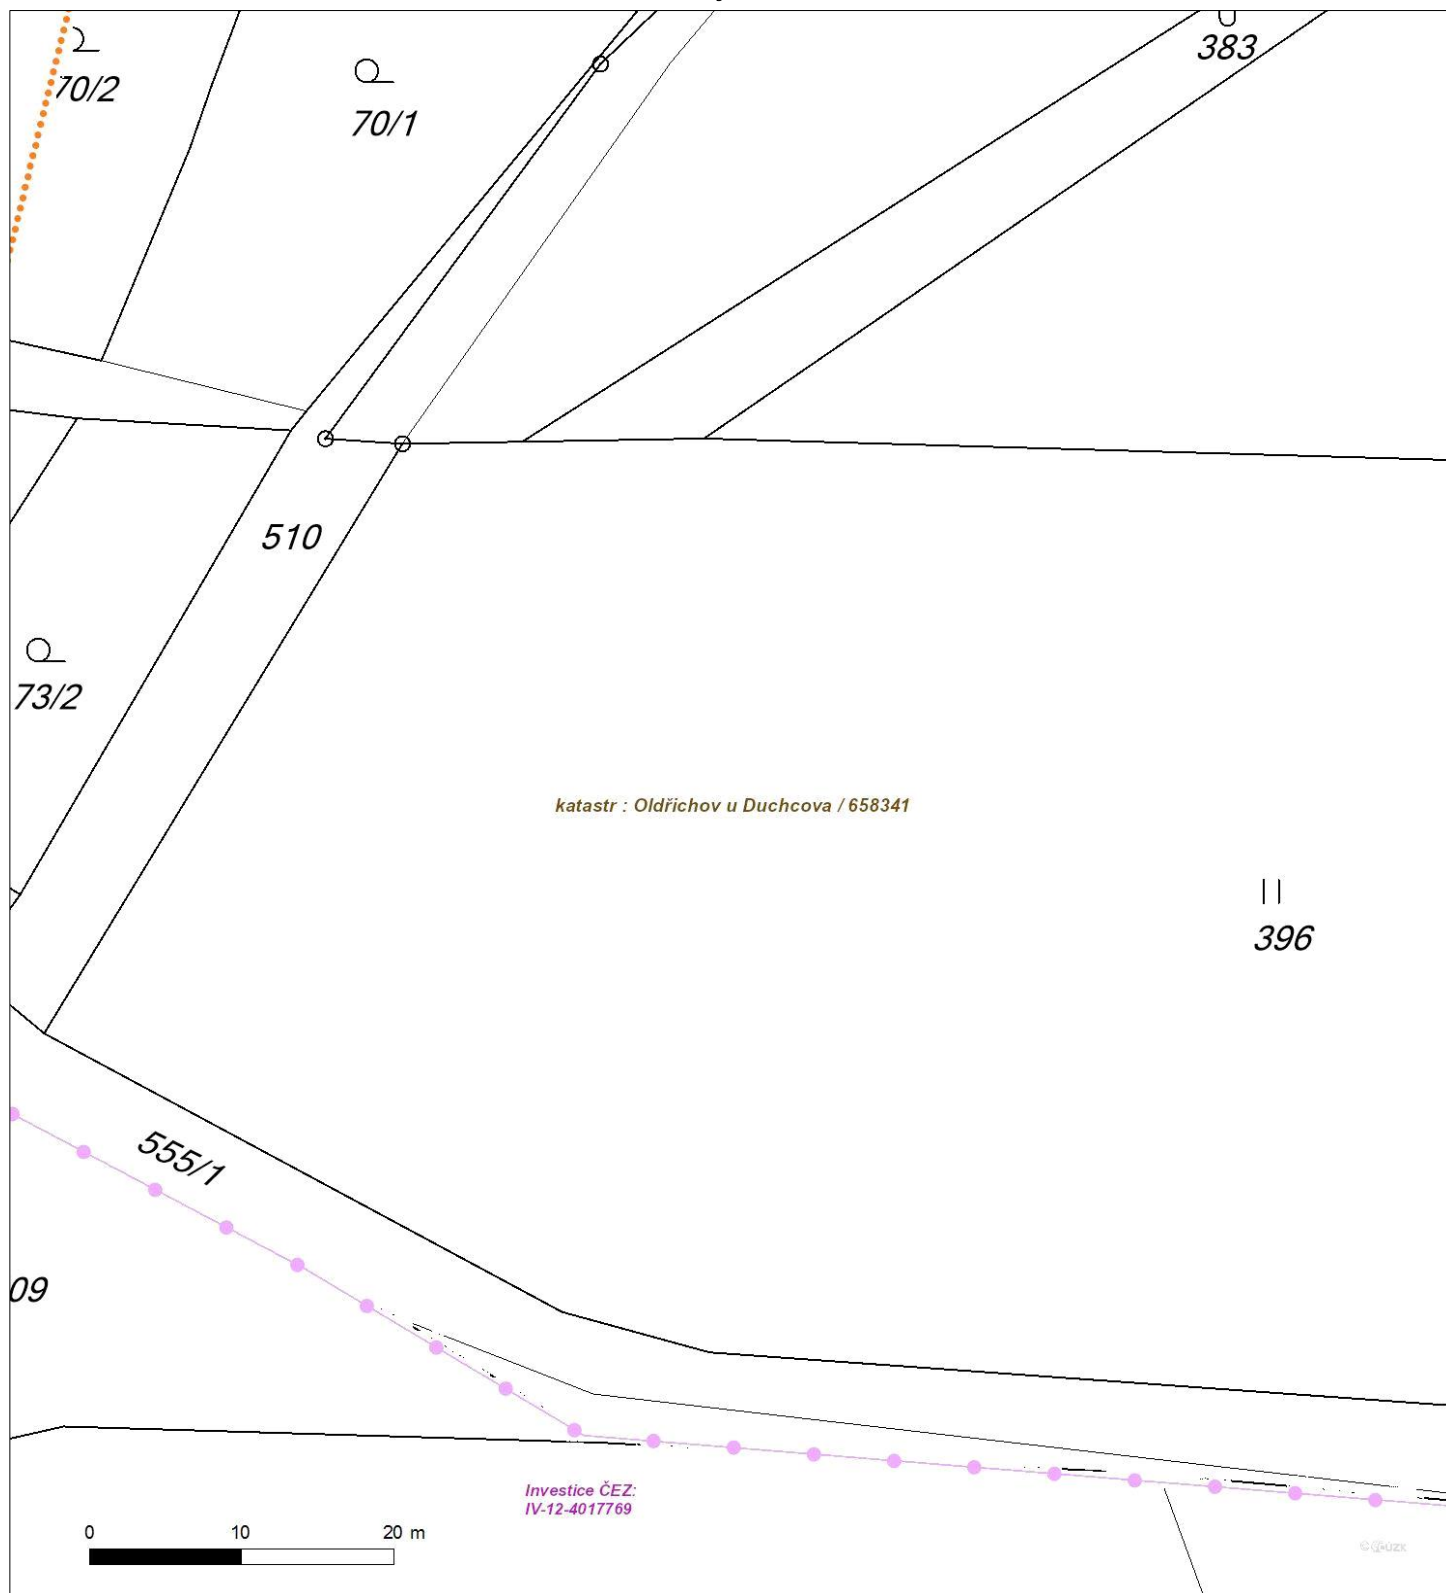 383
70/2
70/1
510
73/2
katastr : Oldřichov u Duchcova / 658341
396
555/1
09
Investice ČEZ:
IV-12-4017769
0 10 20 m